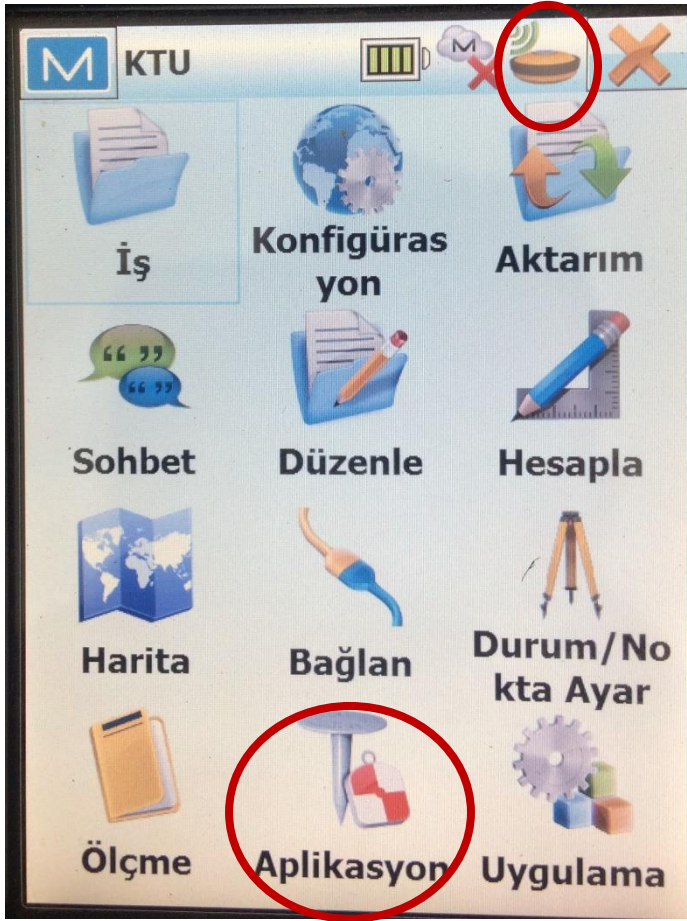 M KTU
M
İş
Konfigüras
yon
Aktarım
Sohbet
Düzenle
Hesapla
Harita
Bağlan
Durum/No
kta Ayar
Ölçme
Aplikasyon
Uygulama